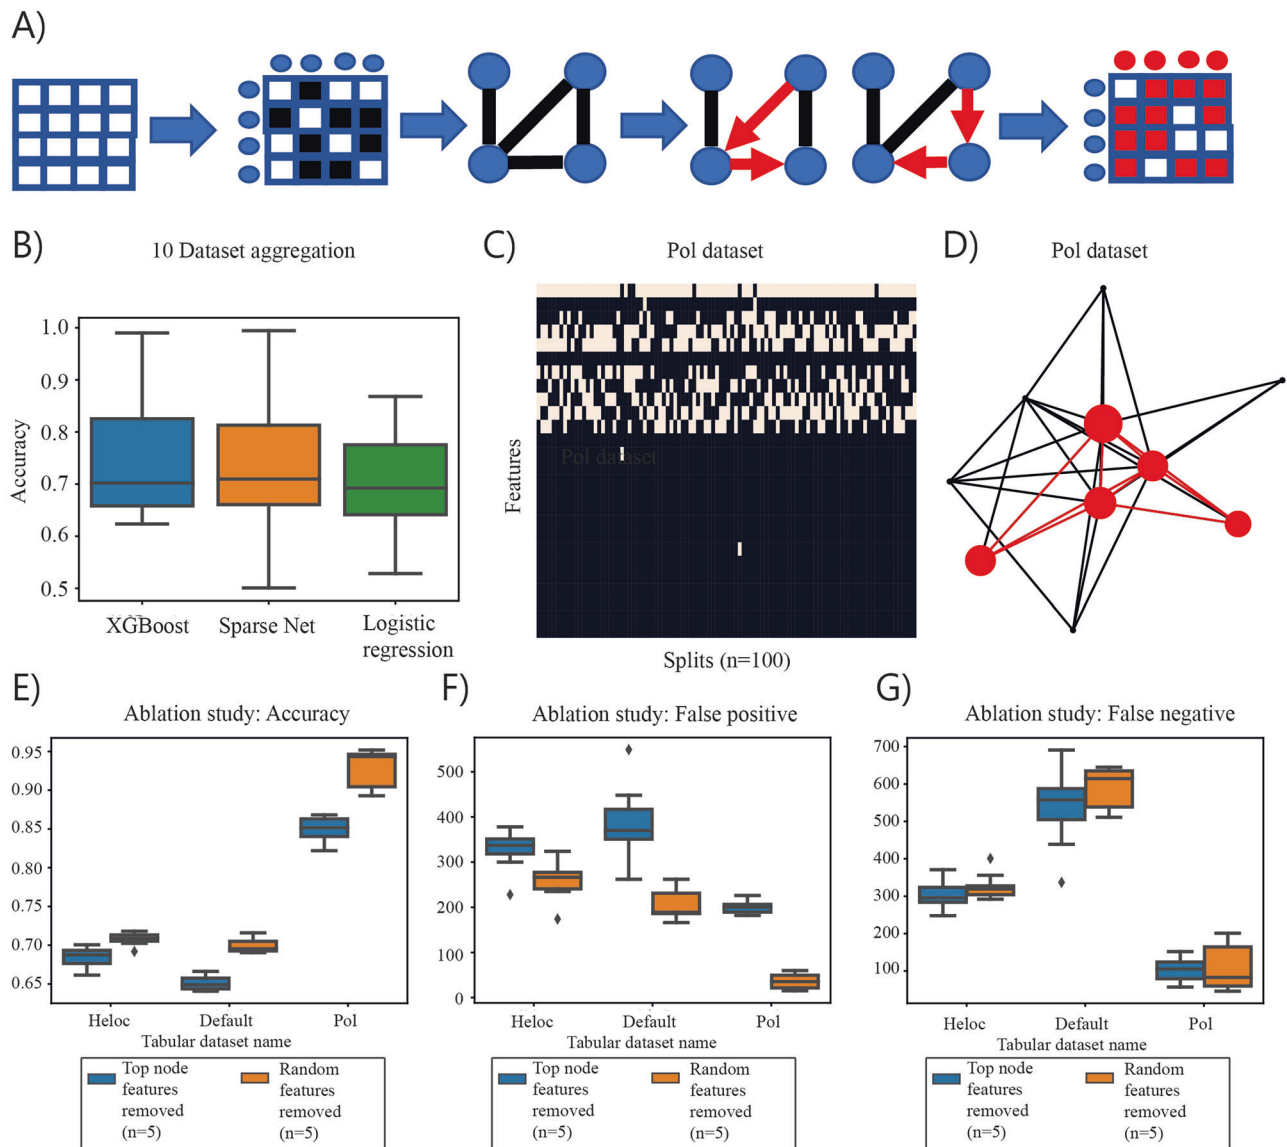 A)
B)
10 Dataset aggregation
C)
Pol dataset
D)
Pol dataset
1.0
0.9
0.8
0.7
0.6
0.5
Accuracy
XGBoost
Sparse Net
Logistic
regression
Features
Pol dataset
Splits (n=100)
E)
Ablation study: Accuracy
0.95
0.90
0.85
0.80
0.75
0.70
0.65
Heloc
Default
Pol
Tabular dataset name
Top node
features
removed
(n=5)
Random
features
removed
(n=5)
F)
Ablation study: False positive
500
400
300
200
100
0
Heloc
Default
Pol
Tabular dataset name
Top node
features
removed
(n=5)
Random
features
removed
(n=5)
G)
Ablation study: False negative
700
600
500
400
300
200
100
Heloc
Default
Pol
Tabular dataset name
Top node
features
removed
(n=5)
Random
features
removed
(n=5)